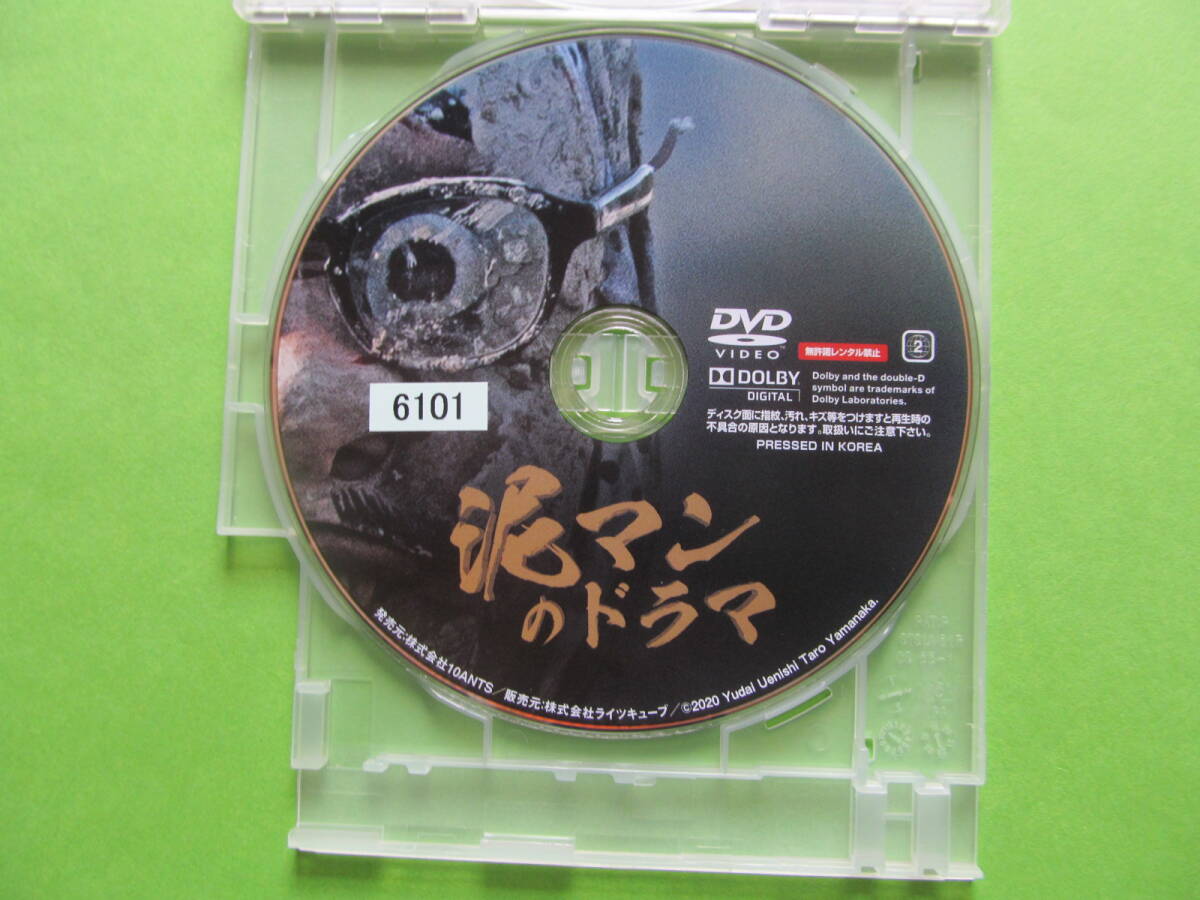 DVD
VIDEO™
無許諾レンタル禁止
2
DOLBY
DIGITAL
Dolby and the double-D
symbol are trademarks of
Dolby Laboratories.
ディスク面に指紋、汚れ、キズ等をつけますと再生時の
不具合の原因となります。取扱いにご注意下さい。
PRESSED IN KOREA
6101
泥マン
のドラマ
発売元:株式会社10ANTS/販売元:株式会社ライツキューブ/©2020 Yudai Uenishi Taro Yamanaka.